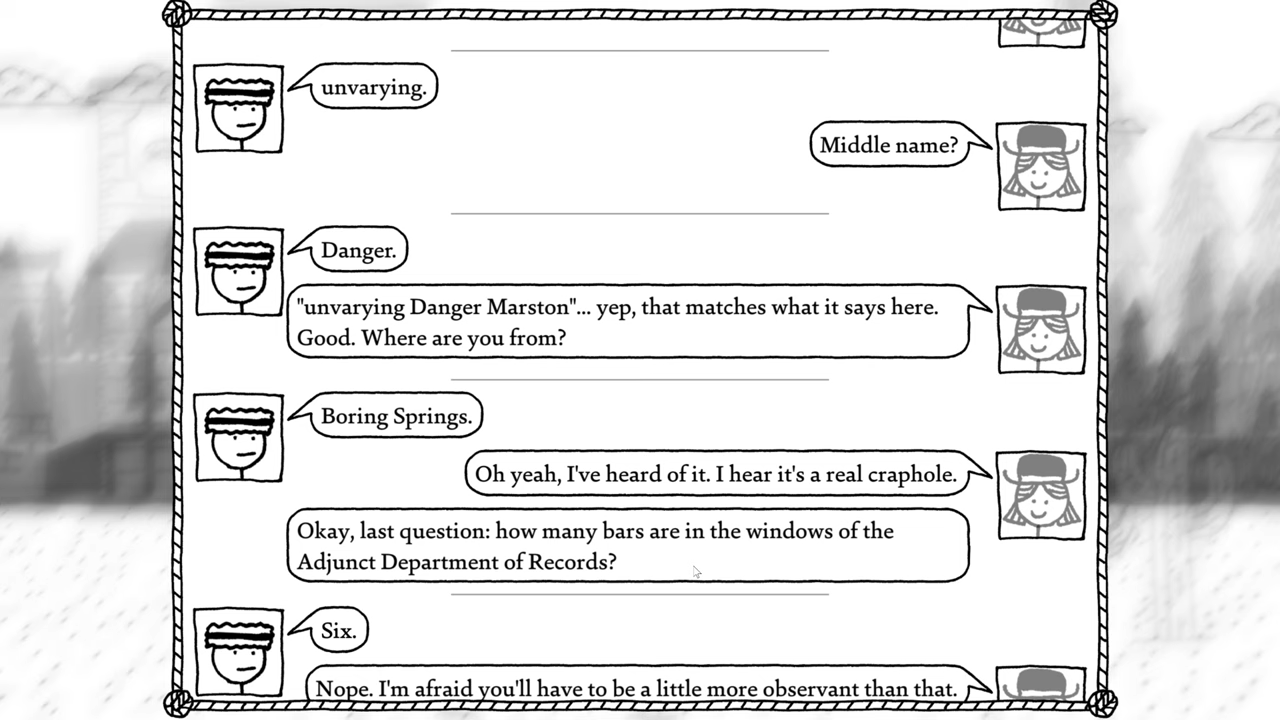 unvarying.
Middle name?
Danger.
"unvarying Danger Marston"... yep, that matches what it says here.
Good. Where are you from?
Boring Springs.
Oh yeah, I've heard of it. I hear it's a real craphole.
Okay, last question: how many bars are in the windows of the
Adjunct Department of Records?
Six.
Nope. I'm afraid you'll have to be a little more observant than that.